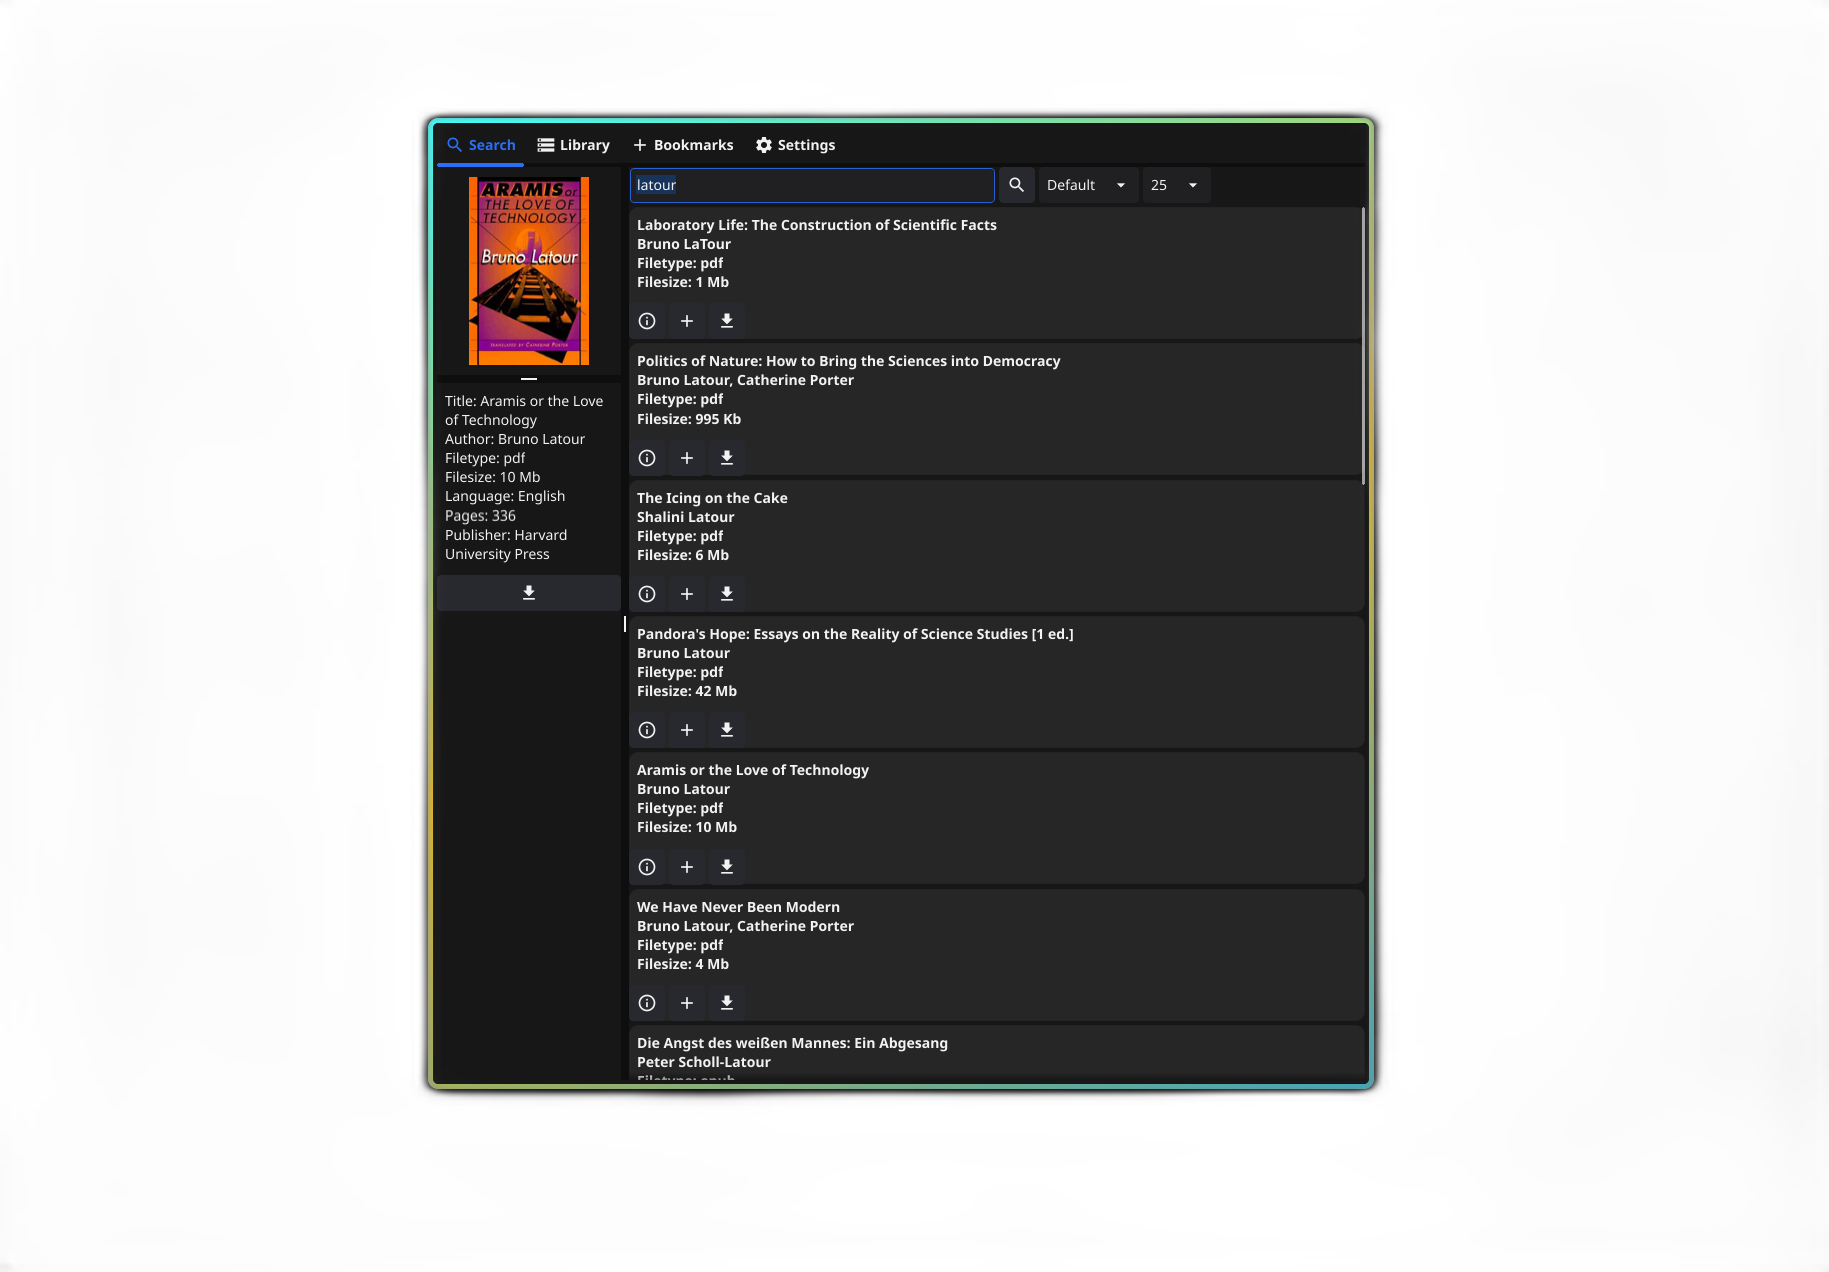 Search
Library
Bookmarks
Settings
ARAMIS or
THE LOVE OF
TECHNOLOGY
Bruno Latour
TRANSLATED BY CATHERINE PORTER
Title: Aramis or the Love
of Technology
Author: Bruno Latour
Filetype: pdf
Filesize: 10 Mb
Language: English
Pages: 336
Publisher: Harvard
University Press
latour
Default
25
Laboratory Life: The Construction of Scientific Facts
Bruno LaTour
Filetype: pdf
Filesize: 1 Mb
Politics of Nature: How to Bring the Sciences into Democracy
Bruno Latour, Catherine Porter
Filetype: pdf
Filesize: 995 Kb
The Icing on the Cake
Shalini Latour
Filetype: pdf
Filesize: 6 Mb
Pandora's Hope: Essays on the Reality of Science Studies [1 ed.]
Bruno Latour
Filetype: pdf
Filesize: 42 Mb
Aramis or the Love of Technology
Bruno Latour
Filetype: pdf
Filesize: 10 Mb
We Have Never Been Modern
Bruno Latour, Catherine Porter
Filetype: pdf
Filesize: 4 Mb
Die Angst des weißen Mannes: Ein Abgesang
Peter Scholl-Latour
Filetype: epub